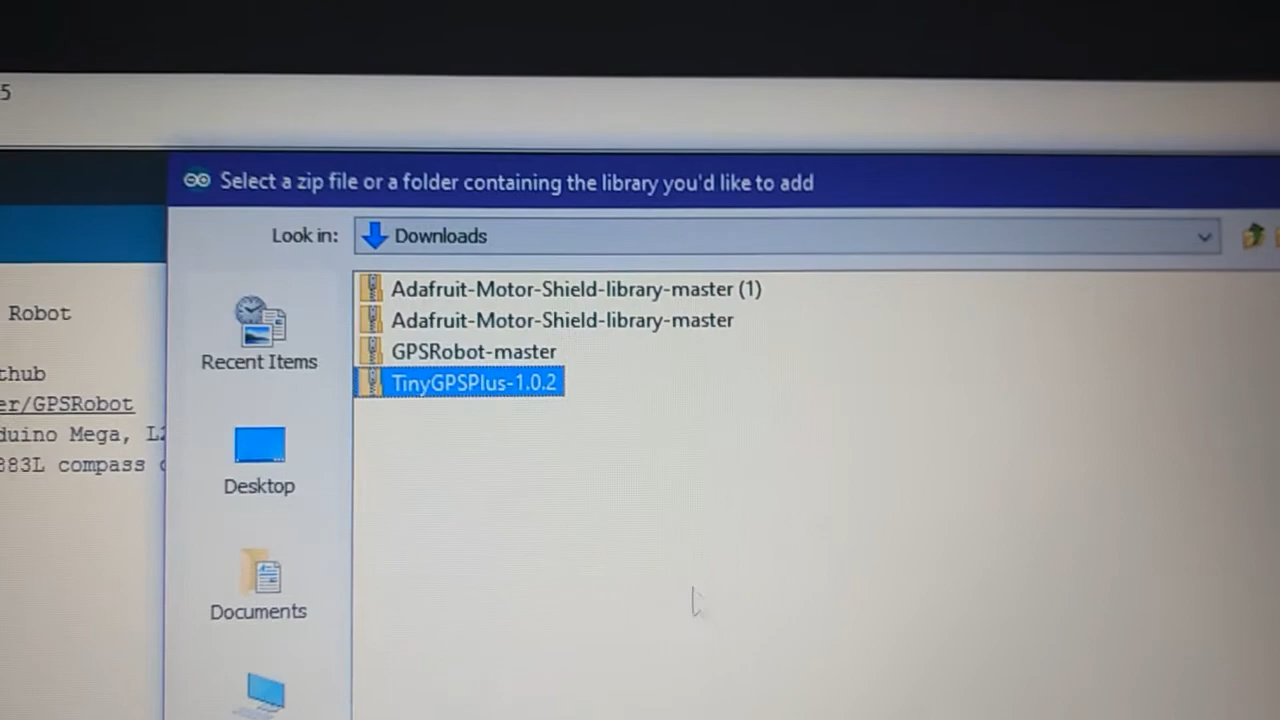 5
Select a zip file or a folder containing the library you'd like to add
Look in:
Downloads
Adafruit-Motor-Shield-library-master (1)
Adafruit-Motor-Shield-library-master
GPSRobot-master
TinyGPSPlus-1.0.2
Recent Items
Desktop
Documents
Robot
thub
er/GPSRobot
duino Mega, L2
883L compass